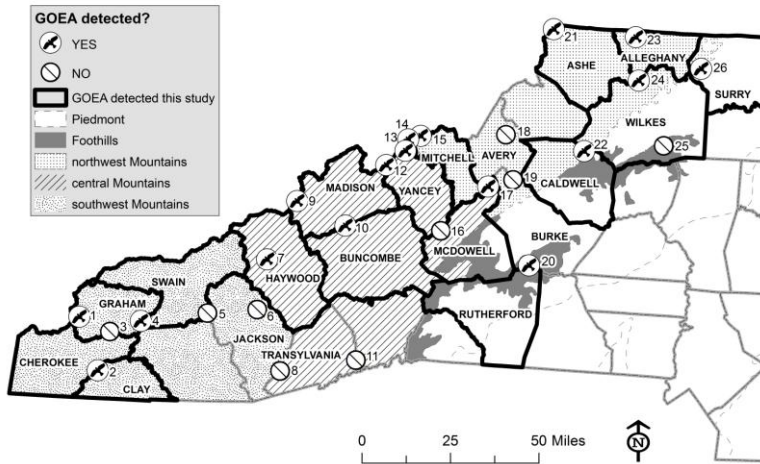 GOEA detected?
YES
NO
GOEA detected this study
Piedmont
Foothills
northwest Mountains
central Mountains
southwest Mountains
21
23
ASHE
ALLEGHANY
26
24
SURRY
WILKES
14
13
15
18
22
25
MITCHELL
AVERY
12
19
CALDWELL
MADISON
YANCEY
17
9
10
16
BURKE
MCDOWELL
7
BUNCOMBE
HAYWOOD
20
SWAIN
GRAHAM
RUTHERFORD
1
3
4
5
6
JACKSON
TRANSYLVANIA
11
CHEROKEE
2
8
CLAY
N
0 25 50 Miles